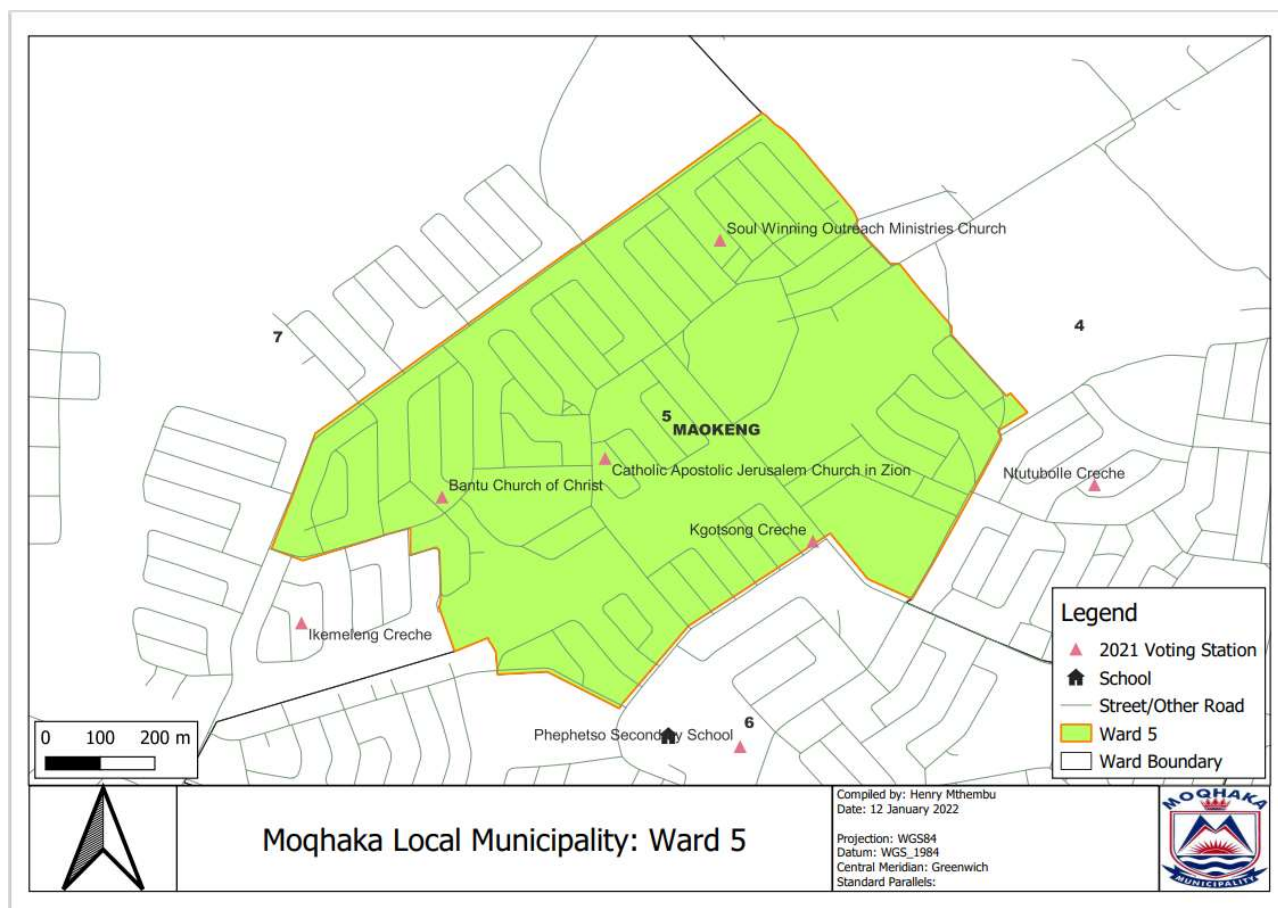 Soul Winning Outreach Ministries Church
4
7
5
MAOKENG
Catholic Apostolic Jerusalem Church in Zion
Bantu Church of Christ
Ntutubolle Creche
Kgotsong Creche
Ikemeleng Creche
6
Phephetso Secondary School
Legend
2021 Voting Station
School
Street/Other Road
Ward 5
Ward Boundary
0 100 200 m
Moqhaka Local Municipality: Ward 5
Compiled by: Henry Mthembu
Date: 12 January 2022
Projection: WGS84
Datum: WGS_1984
Central Meridian: Greenwich
Standard Parallels:
MOQHAKA
MUNICIPALITY